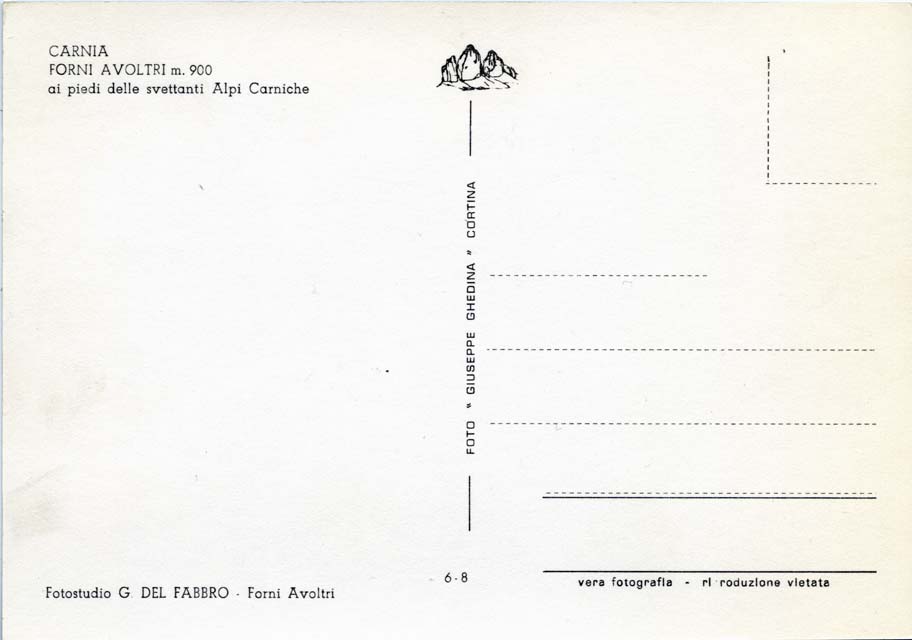 CARNIA
FORNI AVOLTRI m. 900
ai piedi delle svettanti Alpi Carniche
FOTO " GIUSEPPE GHEDINA " CORTINA
6-8
Fotostudio G. DEL FABBRO - Forni Avoltri
vera fotografia - ri roduzione vietata